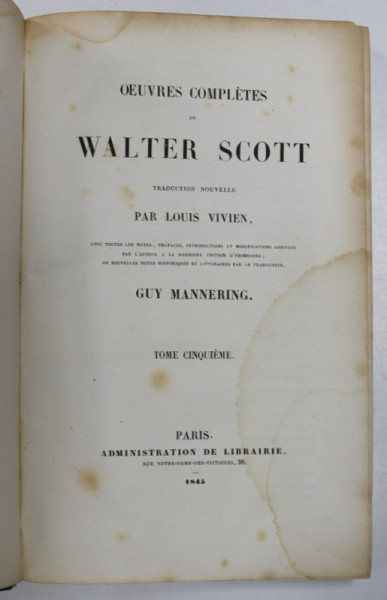 OEUVRES COMPLÈTES
DE
WALTER SCOTT
TRADUCTION NOUVELLE
PAR LOUIS VIVIEN,
AVEC TOUTES LES NOTES, PRÉFACES, INTRODUCTIONS ET MODIFICATIONS AJOUTÉES
PAR L'AUTEUR A LA DERNIÈRE ÉDITION D'ÉDIMBOURG;
DE NOUVELLES NOTES HISTORIQUES ET LITTÉRAIRES PAR LE TRADUCTEUR.
GUY MANNERING.
TOME CINQUIÈME.
PARIS.
ADMINISTRATION DE LIBRAIRIE,
RUE NOTRE-DAME-DES-VICTOIRES, 26.
1845